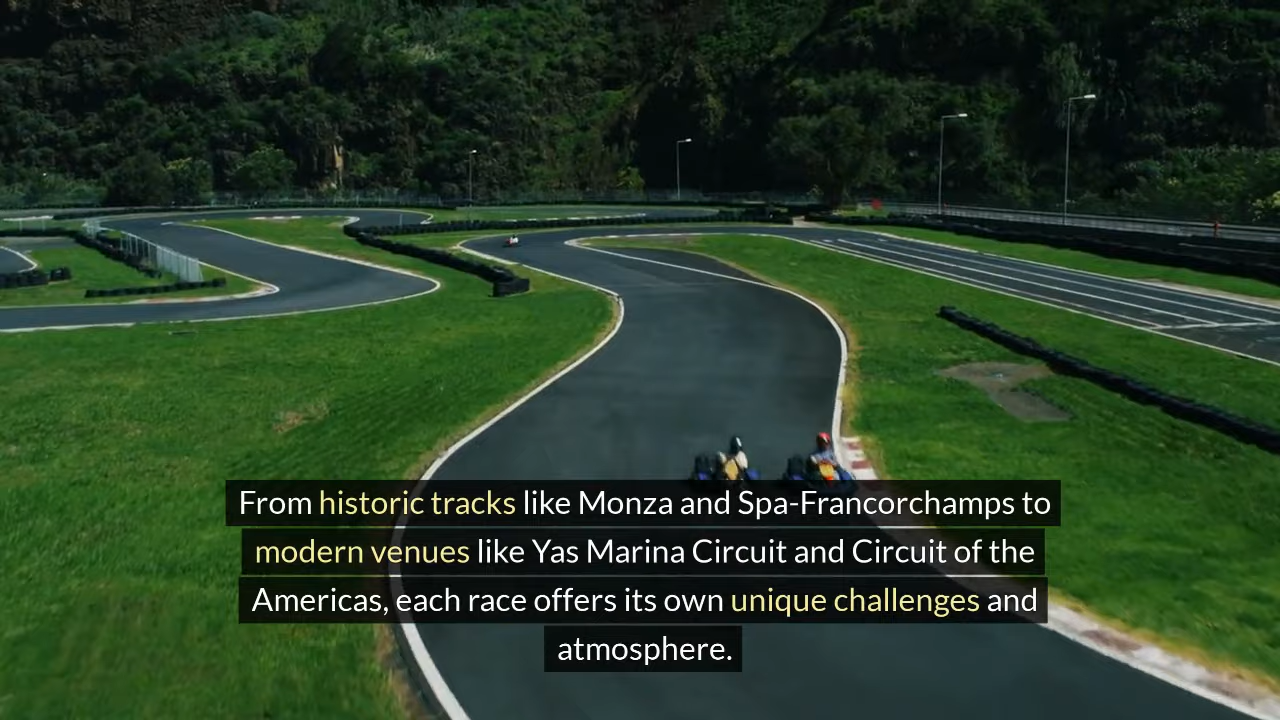 From historic tracks like Monza and Spa-Francorchamps to
modern venues like Yas Marina Circuit and Circuit of the
Americas, each race offers its own unique challenges and
atmosphere.